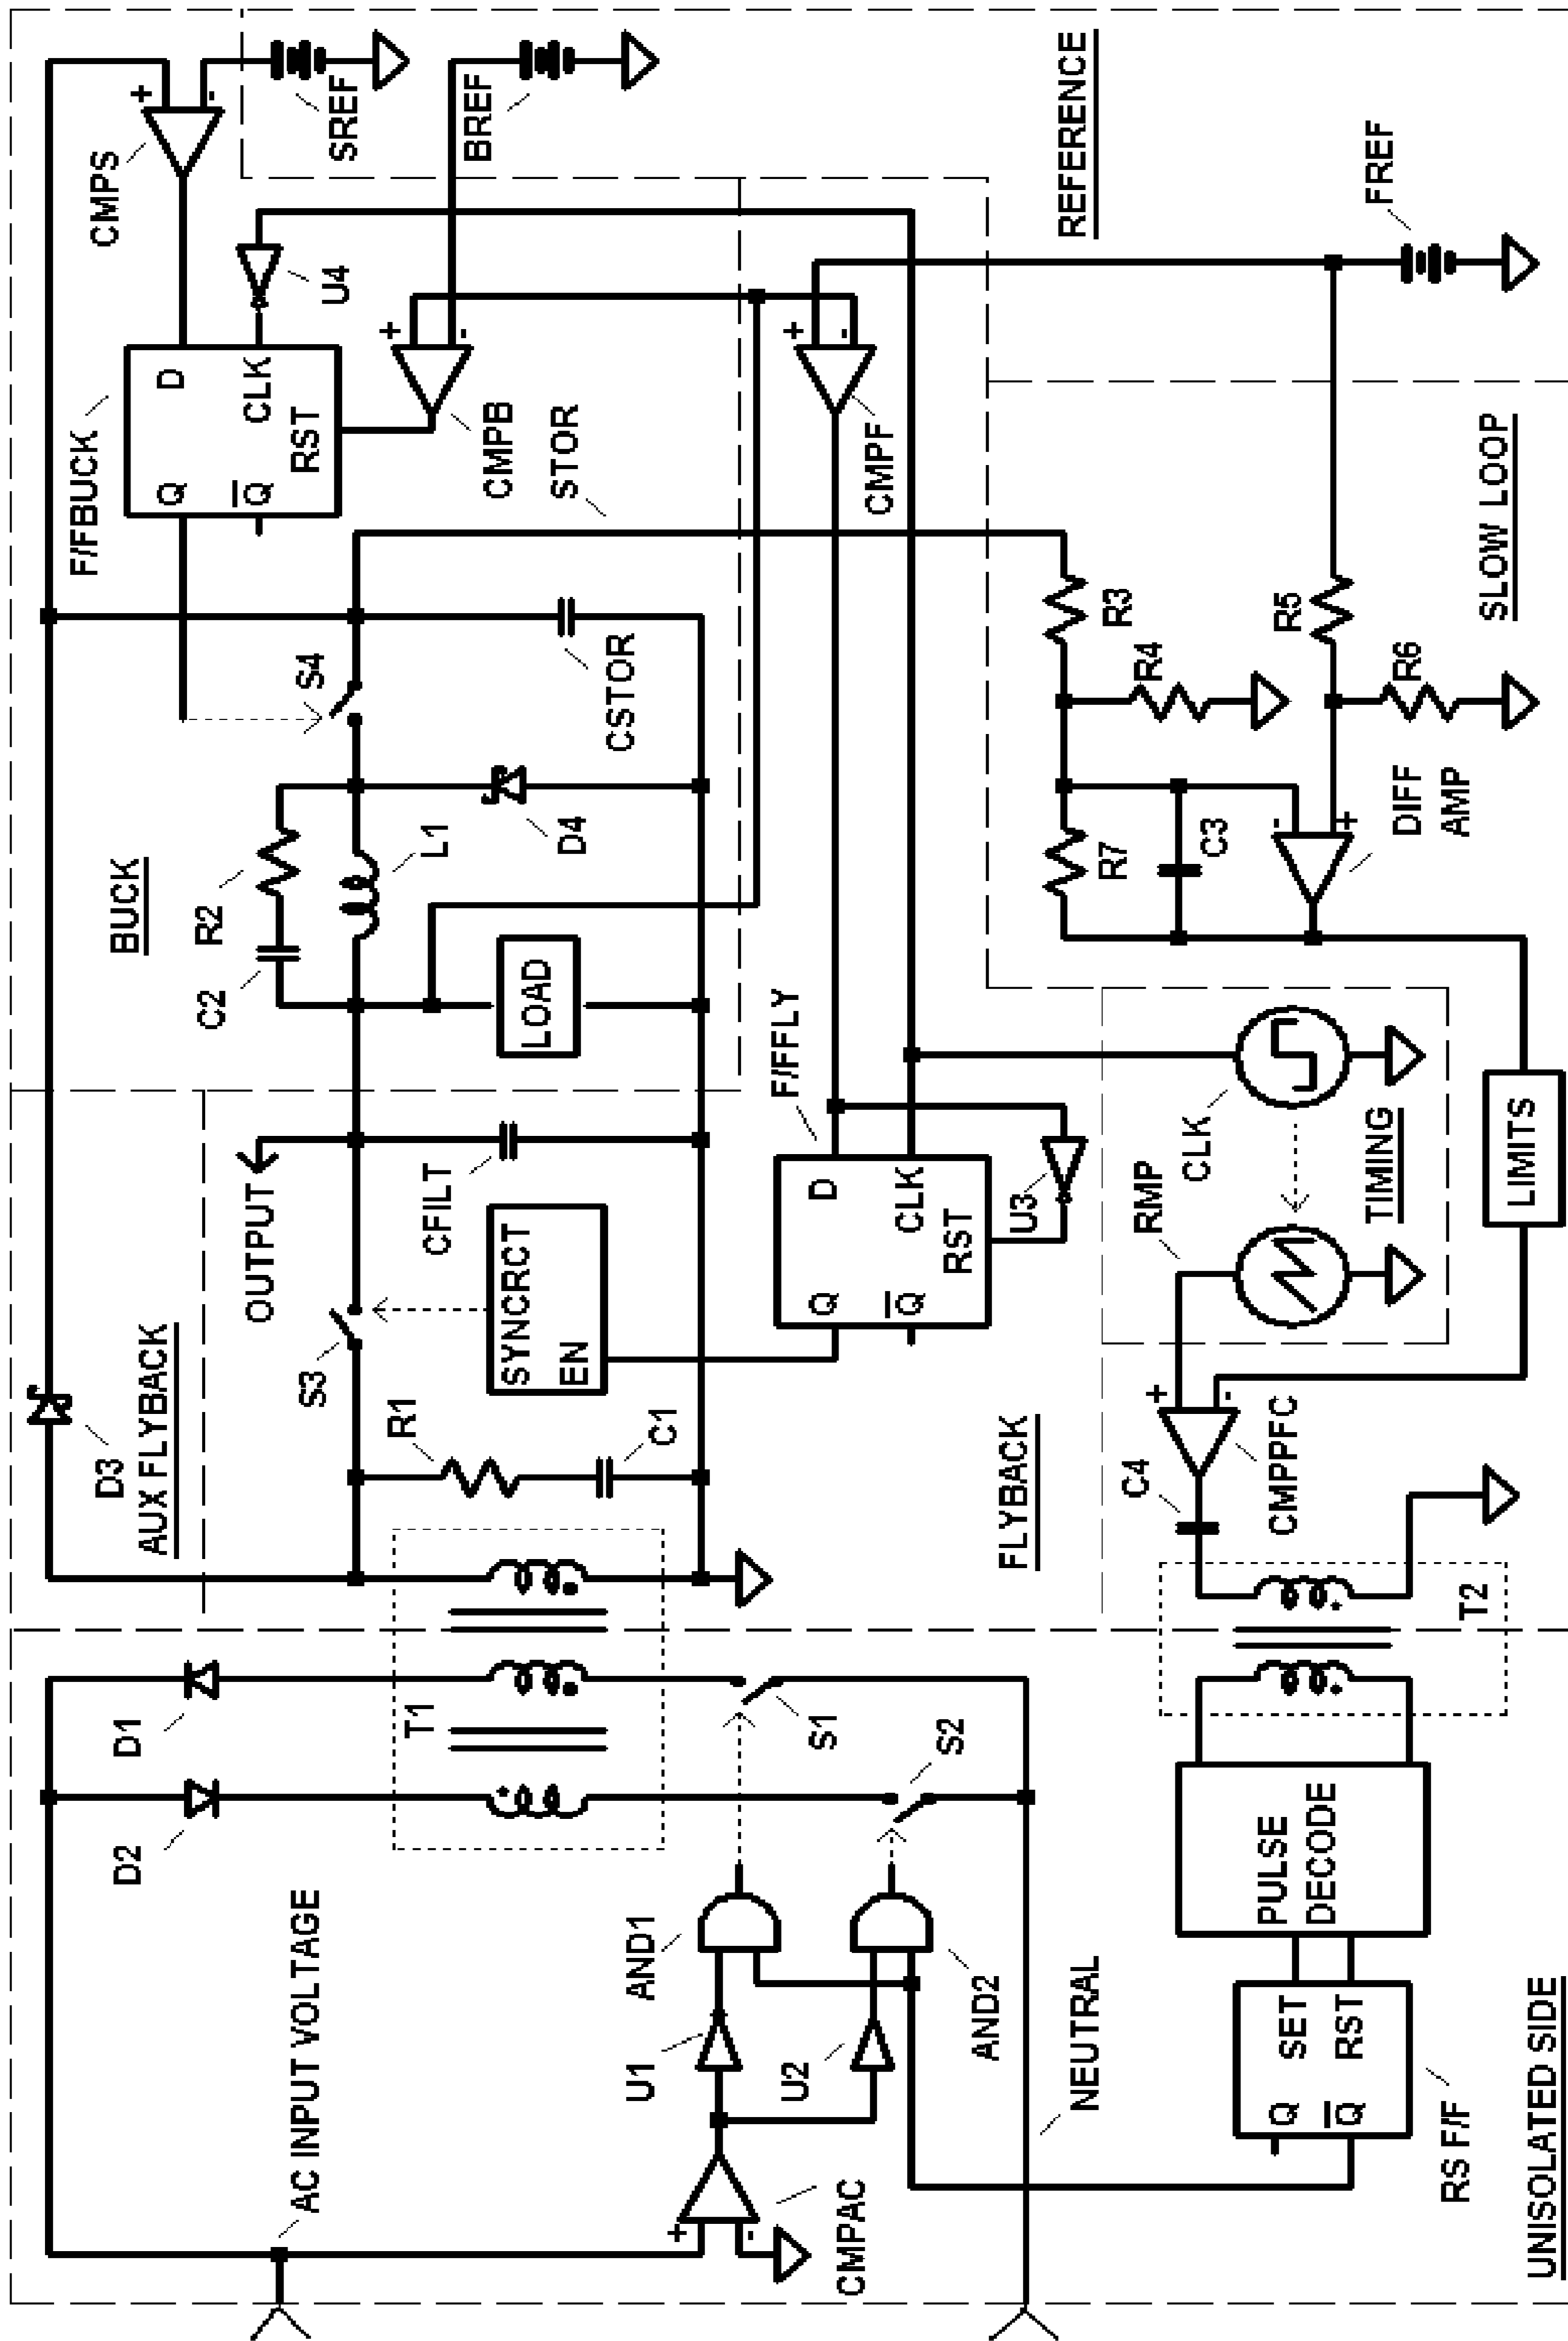 AC INPUT VOLTAGE
D2
D1
D3
AUX FLYBACK
T1
OUTPUT
S3
R1
C1
CFILT
SYNCRCT
EN
BUCK
R2
C2
L1
LOAD
D4
S4
CSTOR
STOR
F/FBUCK
Q
D
Q
CLK
RST
U4
CMPS
+
-
SREF
BREF
+
-
CMPB
+
-
CMPF
REFERENCE
FREF
AND1
U1
U2
AND2
S1
S2
+
-
CMPAC
NEUTRAL
FLYBACK
F/FFLY
Q
D
Q
CLK
RST
U3
RMP
CLK
TIMING
LIMITS
+
-
CMPPFC
C4
T2
PULSE
DECODE
Q
SET
Q
RST
RS F/F
UNISOLATED SIDE
R3
R4
R5
R6
R7
C3
-
+
DIFF
AMP
SLOW LOOP